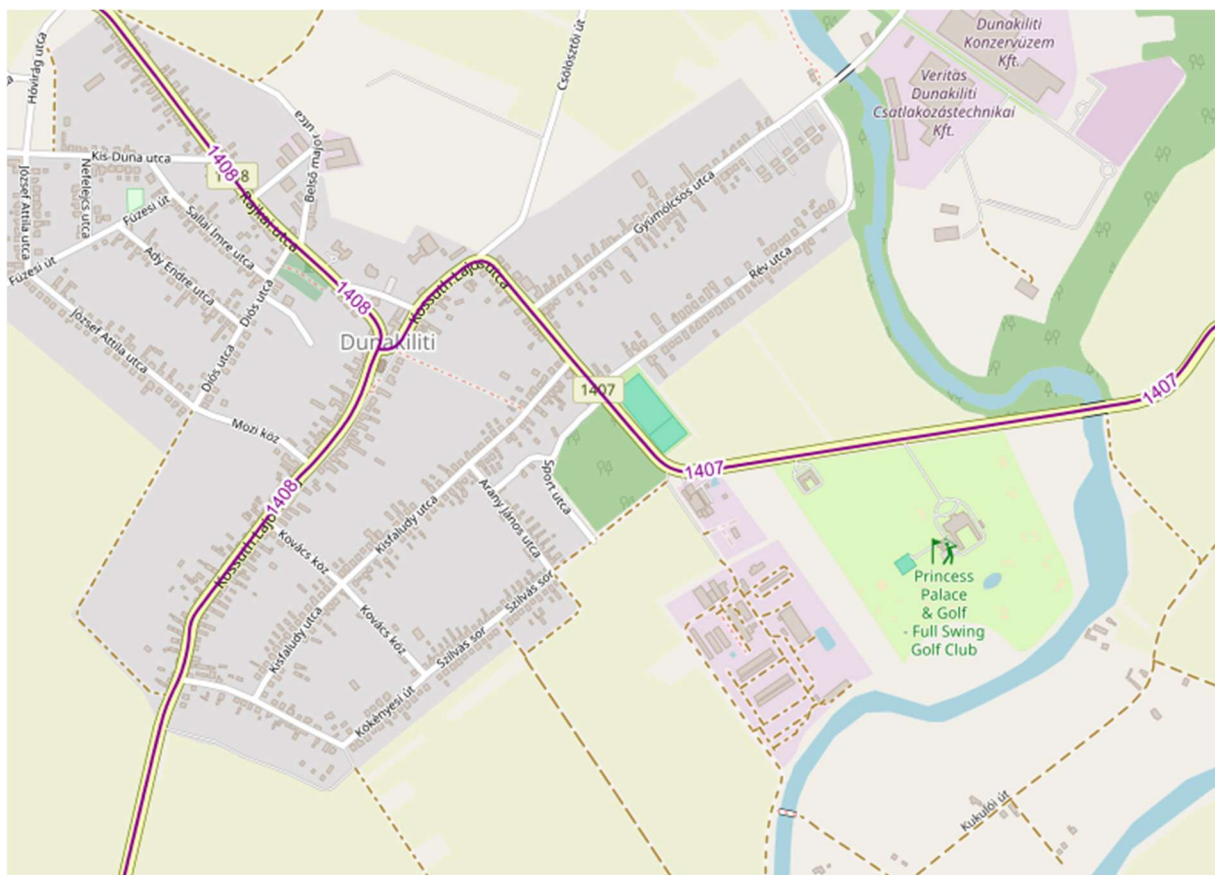 Hóvirág utca
Csölösztői út
Dunakiliti
Konzervüzem
Kft.
Veritas
Dunakiliti
Csatlakozástechnikai
Kft.
Kis-Duna utca
1408
Belső major utca
József Attila utca
Nefelejcs utca
Füzesi út
Sallai Imre utca
Rajkai utca
Gyümölcsos utca
Füzesi út
Ady Endre utca
Diós utca
Kossuth Lajos utca
Rév utca
1408
József Attila utca
Dunakiliti
Diós utca
1407
1407
Mozi köz
1407
1408
Kossuth Lajo
Kisfaludy utca
Arany János utca
Sport utca
Kovács köz
Szilvás sor
Princess
Palace
& Golf
- Full Swing
Golf Club
Kisfaludy utca
Kovács köz
Szilvás sor
Kökényesi út
Kukulói út